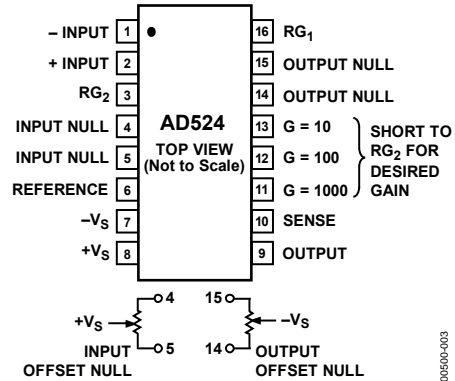 – INPUT 1
+ INPUT 2
RG2 3
INPUT NULL 4
INPUT NULL 5
REFERENCE 6
–VS 7
+VS 8
AD524
TOP VIEW
(Not to Scale)
16 RG1
15 OUTPUT NULL
14 OUTPUT NULL
13 G = 10
12 G = 100
11 G = 1000
10 SENSE
9 OUTPUT
SHORT TO
RG2 FOR
DESIRED
GAIN
+VS
4
5
INPUT
OFFSET NULL
15
14
–VS
OUTPUT
OFFSET NULL
00500-003